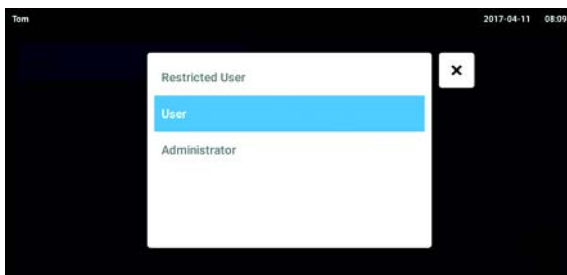 Tom 2017-04-11 08:09
Restricted User
User
Administrator